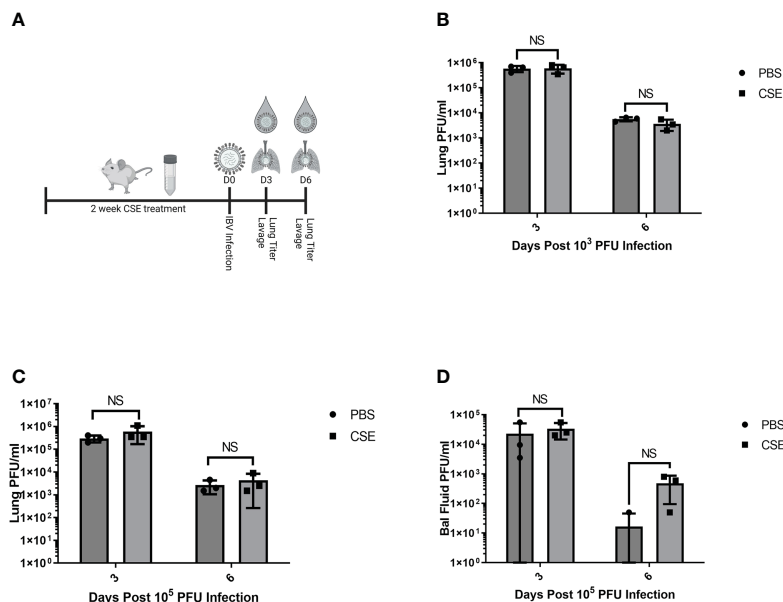 A
D0
D3
D6
2 week CSE treatment
IBV Infection
Lung Titer
Lavage
Lung Titer
Lavage
B
NS
NS
1×10⁶
1×10⁵
1×10⁴
1×10³
1×10²
1×10¹
1×10⁰
Lung PFU/ml
3
6
Days Post 10³ PFU Infection
PBS
CSE
C
NS
NS
1×10⁷
1×10⁶
1×10⁵
1×10⁴
1×10³
1×10²
1×10¹
1×10⁰
Lung PFU/ml
3
6
Days Post 10⁵ PFU Infection
PBS
CSE
D
NS
NS
1×10⁵
1×10⁴
1×10³
1×10²
1×10¹
1×10⁰
Bal Fluid PFU/ml
3
6
Days Post 10⁵ PFU Infection
PBS
CSE